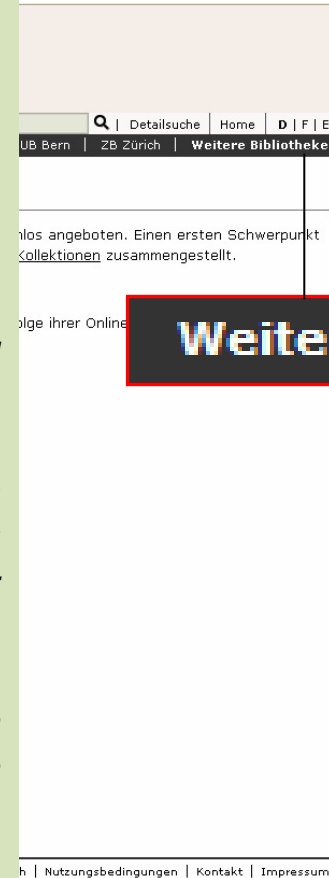 | Detailsuche | Home | D | F | E
UB Bern | ZB Zürich | Weitere Bibliotheke
nlos angeboten. Einen ersten Schwerpunkt
Kollektionen zusammengestellt.
olge ihrer Online
Weite
h | Nutzungsbedingungen | Kontakt | Impressum